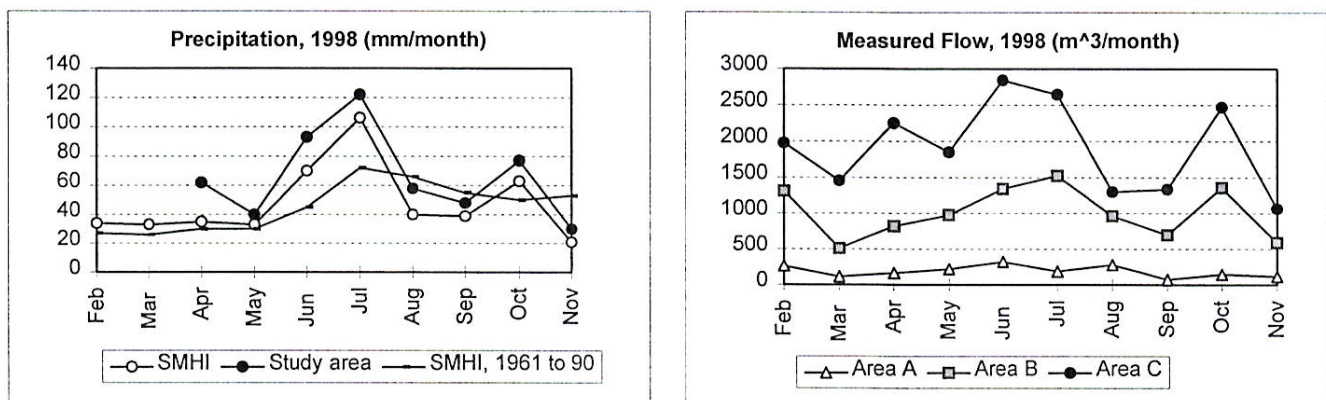 Precipitation, 1998 (mm/month)
140
120
100
80
60
40
20
0
Feb
Mar
Apr
May
Jun
Jul
Aug
Sep
Oct
Nov
SMHI
Study area
SMHI, 1961 to 90
Measured Flow, 1998 (m^3/month)
3000
2500
2000
1500
1000
500
0
Feb
Mar
Apr
May
Jun
Jul
Aug
Sep
Oct
Nov
Area A
Area B
Area C